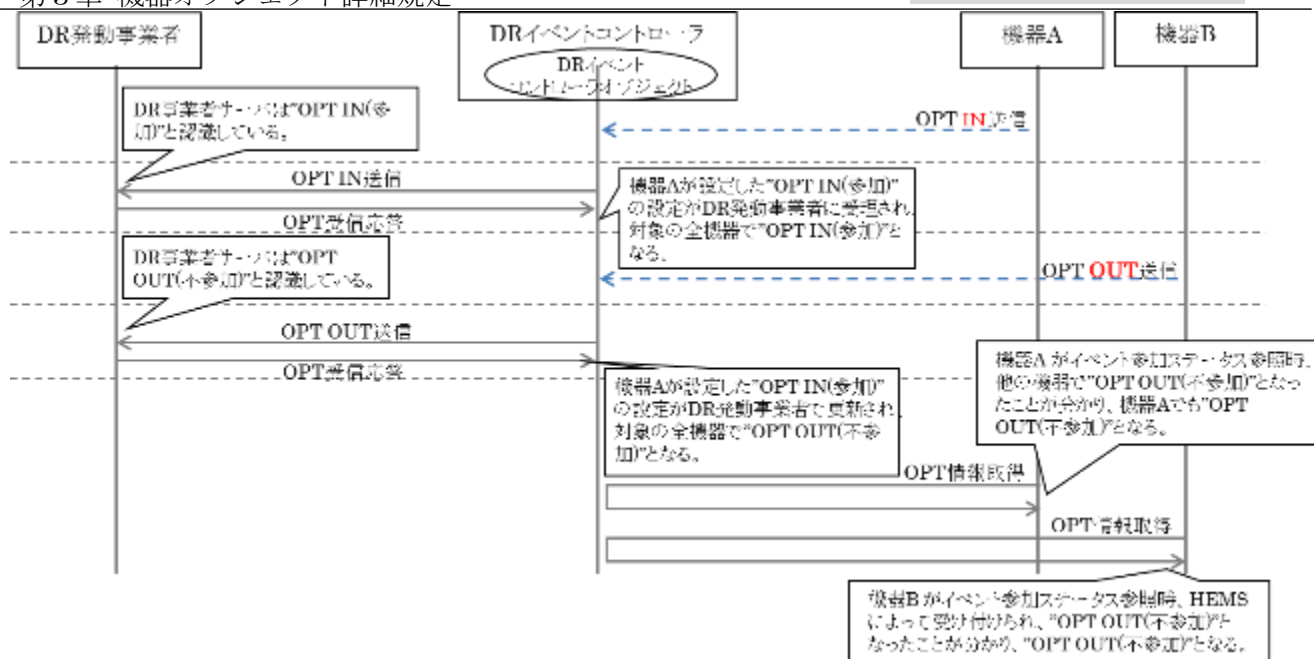 第3章 機器オブジェクト詳細規定
DR発動事業者
DRイベントコントローラ
DRイベント
コントローラオブジェクト
機器A
機器B
DR事業者サーバは"OPT IN(参
加)"と認識している。
OPT IN送信
OPT IN送信
OPT受信応答
機器Aが設定した"OPT IN(参加)"
の設定がDR発動事業者に受理され、
対象の全機器で"OPT IN(参加)"と
なる。
DR事業者サーバは"OPT
OUT(不参加)"と認識している。
OPT OUT送信
OPT OUT送信
OPT受信応答
機器Aが設定した"OPT IN(参加)"
の設定がDR発動事業者で更新され、
対象の全機器で"OPT OUT(不参
加)"となる。
機器A がイベント参加ステータス参照時、
他の機器で"OPT OUT(不参加)"となっ
たことが分かり、機器Aでも"OPT
OUT(不参加)"となる。
OPT情報取得
OPT情報取得
機器B がイベント参加ステータス参照時、HEMS
によって受け付けられ、"OPT OUT(不参加)"と
なったことが分かり、"OPT OUT(不参加)"となる。